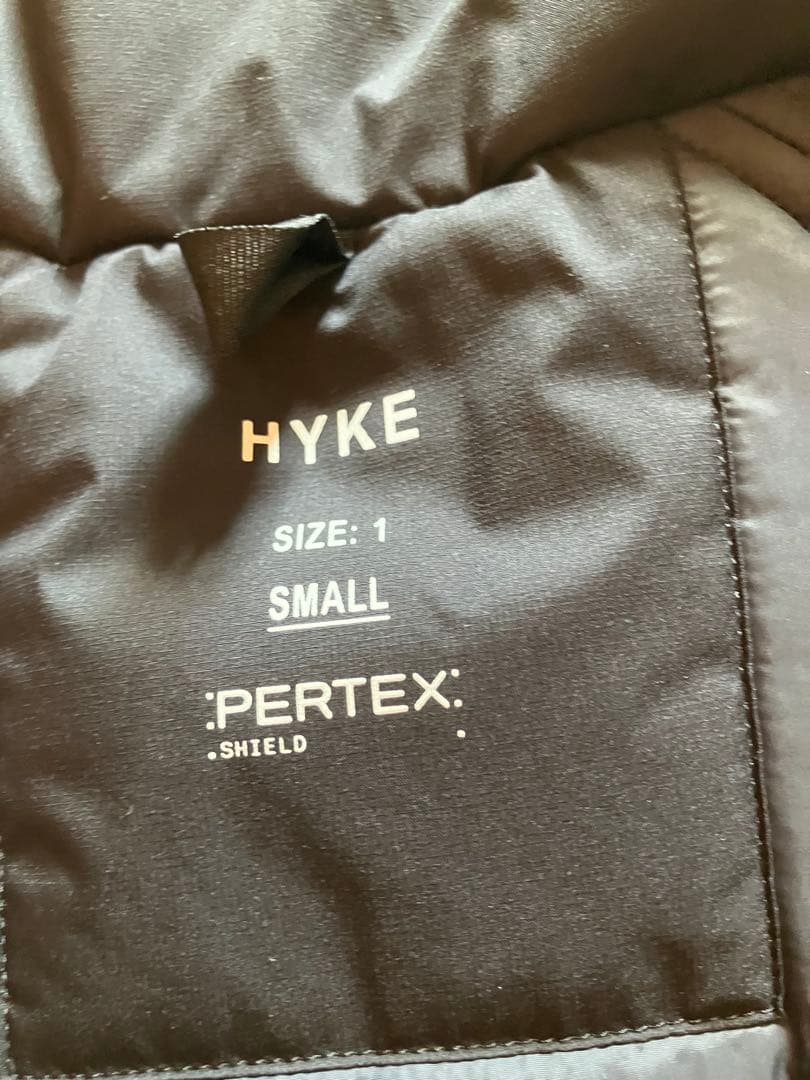 HYKE
SIZE: 1
SMALL
PERTEX
SHIELD